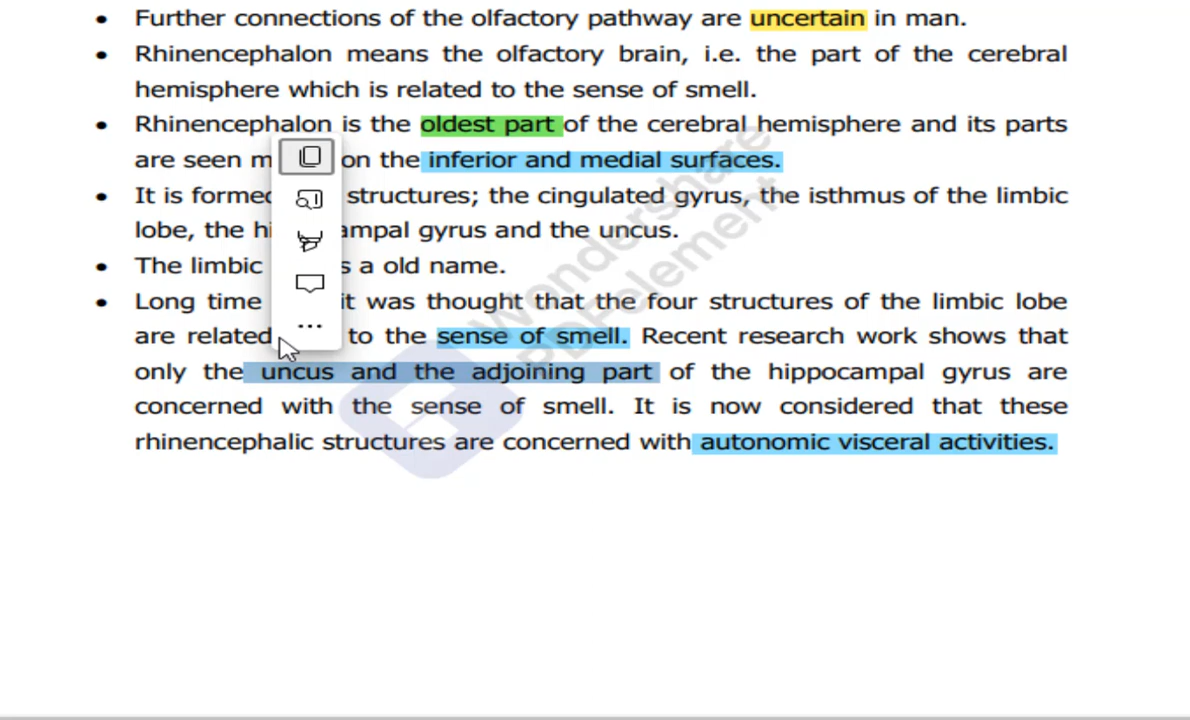 • Further connections of the olfactory pathway are uncertain in man.
• Rhinencephalon means the olfactory brain, i.e. the part of the cerebral
hemisphere which is related to the sense of smell.
• Rhinencephalon is the oldest part of the cerebral hemisphere and its parts
are seen on the inferior and medial surfaces.
• It is formed structures; the cingulated gyrus, the isthmus of the limbic
lobe, the gyrus and the uncus.
• The limbic a old name.
• Long time it was thought that the four structures of the limbic lobe
are related to the sense of smell. Recent research work shows that
only the uncus and the adjoining part of the hippocampal gyrus are
concerned with the sense of smell. It is now considered that these
rhinencephalic structures are concerned with autonomic visceral activities.
Wondershare
PDFelement